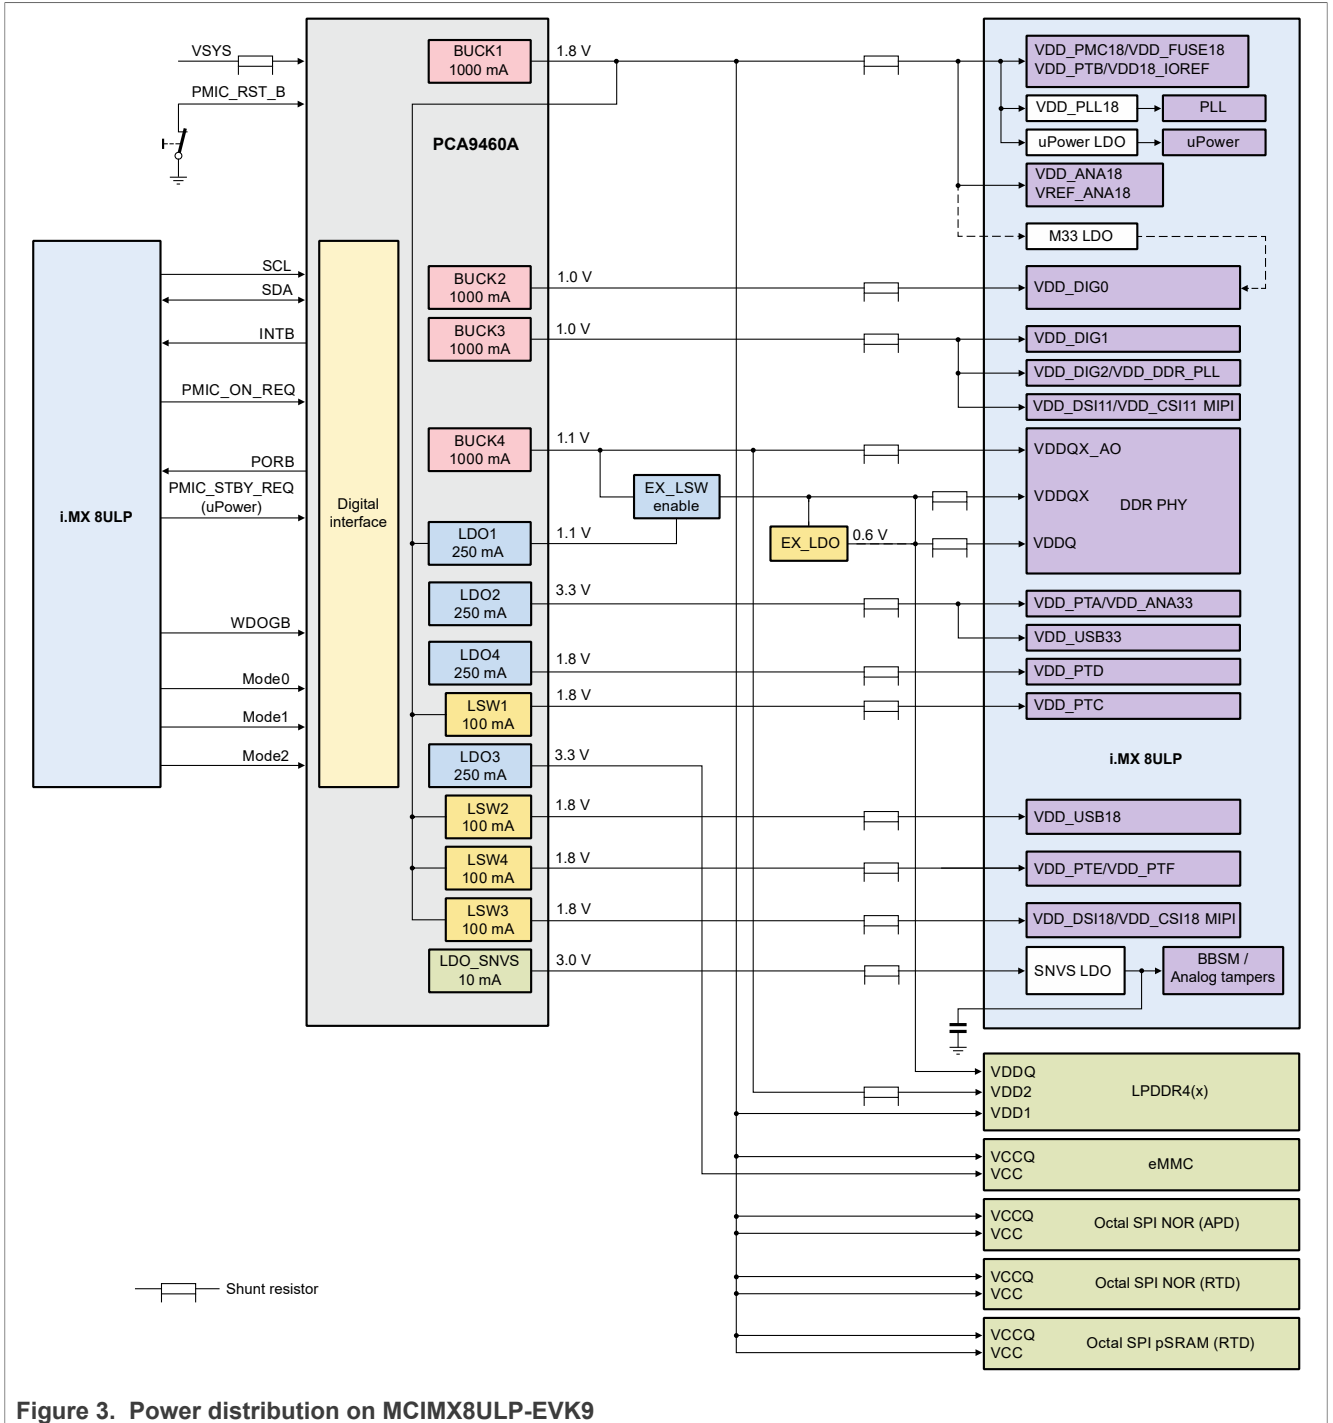 VSYS
PMIC_RST_B
BUCK1
1000 mA
1.8 V
PCA9460A
VDD_PMC18/VDD_FUSE18
VDD_PTB/VDD18_IOREF
VDD_PLL18
PLL
uPower LDO
uPower
VDD_ANA18
VREF_ANA18
M33 LDO
i.MX 8ULP
SCL
SDA
INTB
PMIC_ON_REQ
PORB
PMIC_STBY_REQ
(uPower)
WDOGB
Mode0
Mode1
Mode2
Digital
interface
BUCK2
1000 mA
1.0 V
VDD_DIG0
BUCK3
1000 mA
1.0 V
VDD_DIG1
VDD_DIG2/VDD_DDR_PLL
VDD_DSI11/VDD_CSI11 MIPI
BUCK4
1000 mA
1.1 V
EX_LSW
enable
VDDQX_AO
VDDQX
DDR PHY
VDDQ
LDO1
250 mA
1.1 V
EX_LDO
0.6 V
LDO2
250 mA
3.3 V
VDD_PTA/VDD_ANA33
VDD_USB33
LDO4
250 mA
1.8 V
VDD_PTD
LSW1
100 mA
1.8 V
VDD_PTC
LDO3
250 mA
3.3 V
i.MX 8ULP
LSW2
100 mA
1.8 V
VDD_USB18
LSW4
100 mA
1.8 V
VDD_PTE/VDD_PTF
LSW3
100 mA
1.8 V
VDD_DSI18/VDD_CSI18 MIPI
LDO_SNVS
10 mA
3.0 V
SNVS LDO
BBSM /
Analog tampers
VDDQ
VDD2
VDD1
LPDDR4(x)
VCCQ
VCC
eMMC
VCCQ
VCC
Octal SPI NOR (APD)
VCCQ
VCC
Octal SPI NOR (RTD)
VCCQ
VCC
Octal SPI pSRAM (RTD)
Shunt resistor
Figure 3. Power distribution on MCIMX8ULP-EVK9